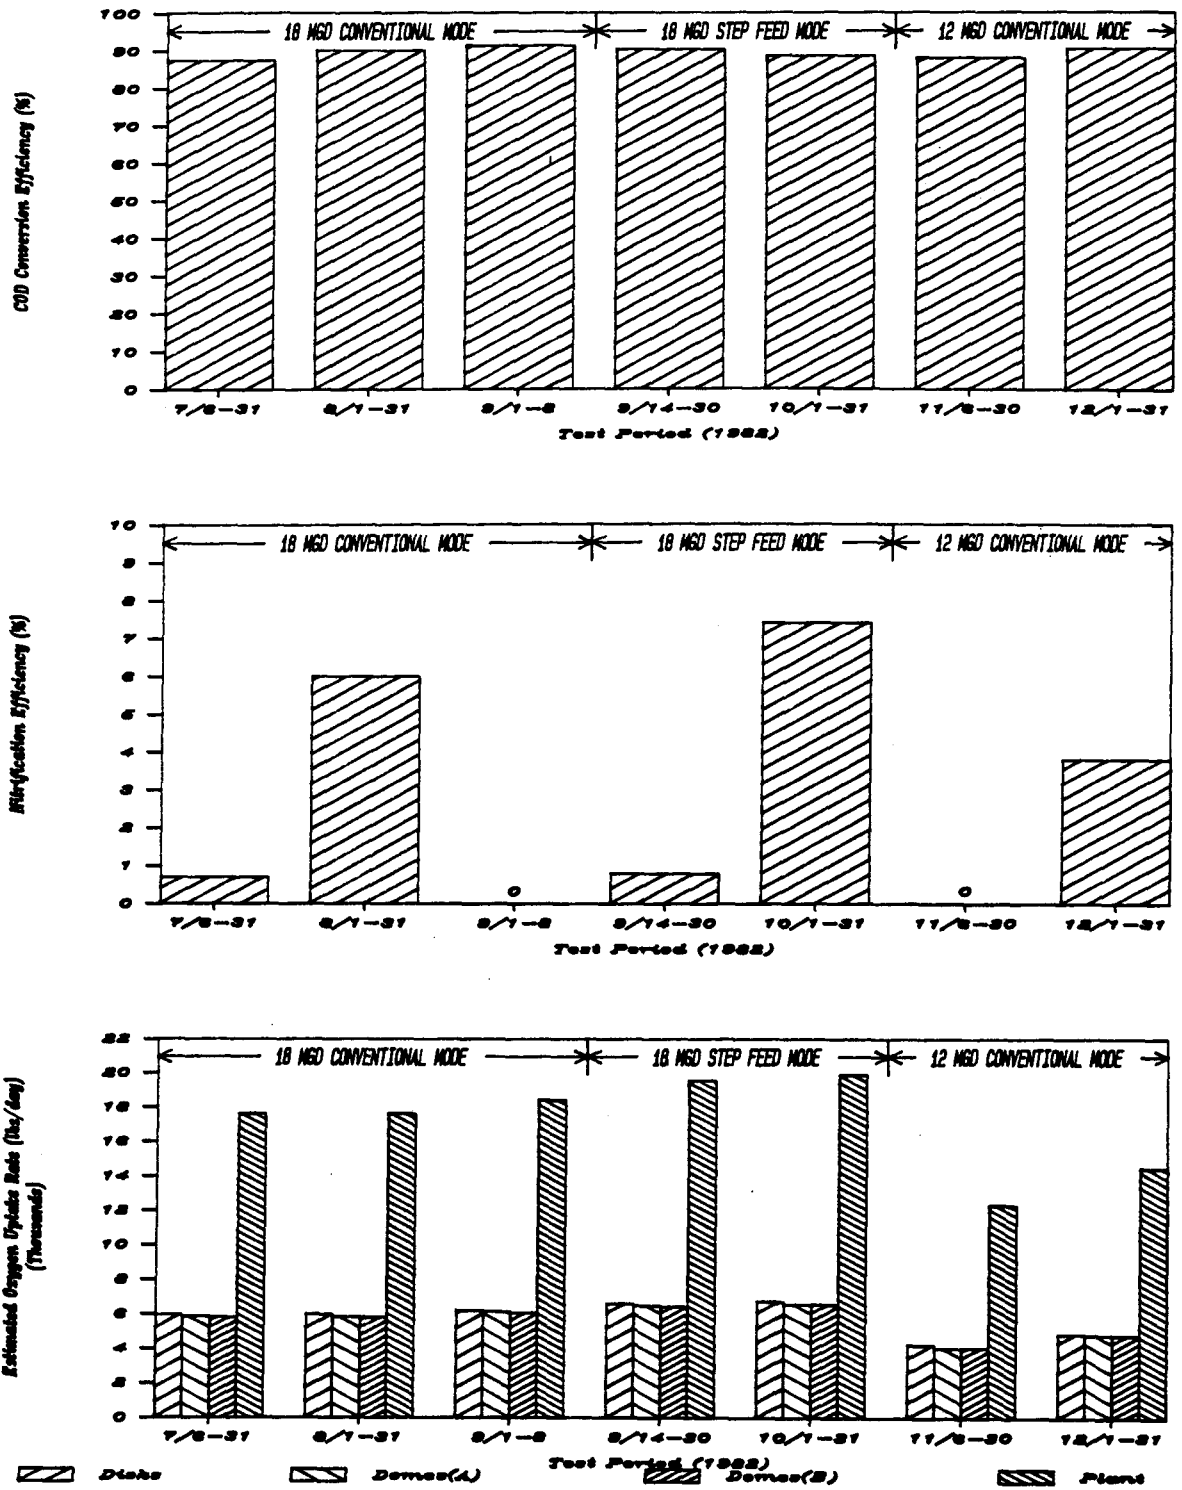 COD Conversion Efficiency (%)
100
90
80
70
60
50
40
30
20
10
0
18 MGD CONVENTIONAL MODE
18 MGD STEP FEED MODE
12 MGD CONVENTIONAL MODE
7/6-31
8/1-31
9/1-8
9/14-30
10/1-31
11/6-30
12/1-31
Test Period (1982)
Nitrification Efficiency (%)
10
9
8
7
6
5
4
3
2
1
0
18 MGD CONVENTIONAL MODE
18 MGD STEP FEED MODE
12 MGD CONVENTIONAL MODE
0
0
7/6-31
8/1-31
9/1-8
9/14-30
10/1-31
11/6-30
12/1-31
Test Period (1982)
Estimated Oxygen Uptake Rate (lbs/day)
(Thousands)
22
20
18
16
14
12
10
8
6
4
2
0
18 MGD CONVENTIONAL MODE
18 MGD STEP FEED MODE
12 MGD CONVENTIONAL MODE
7/6-31
8/1-31
9/1-8
9/14-30
10/1-31
11/6-30
12/1-31
Test Period (1982)
Disks
Domes(A)
Domes(B)
Plant